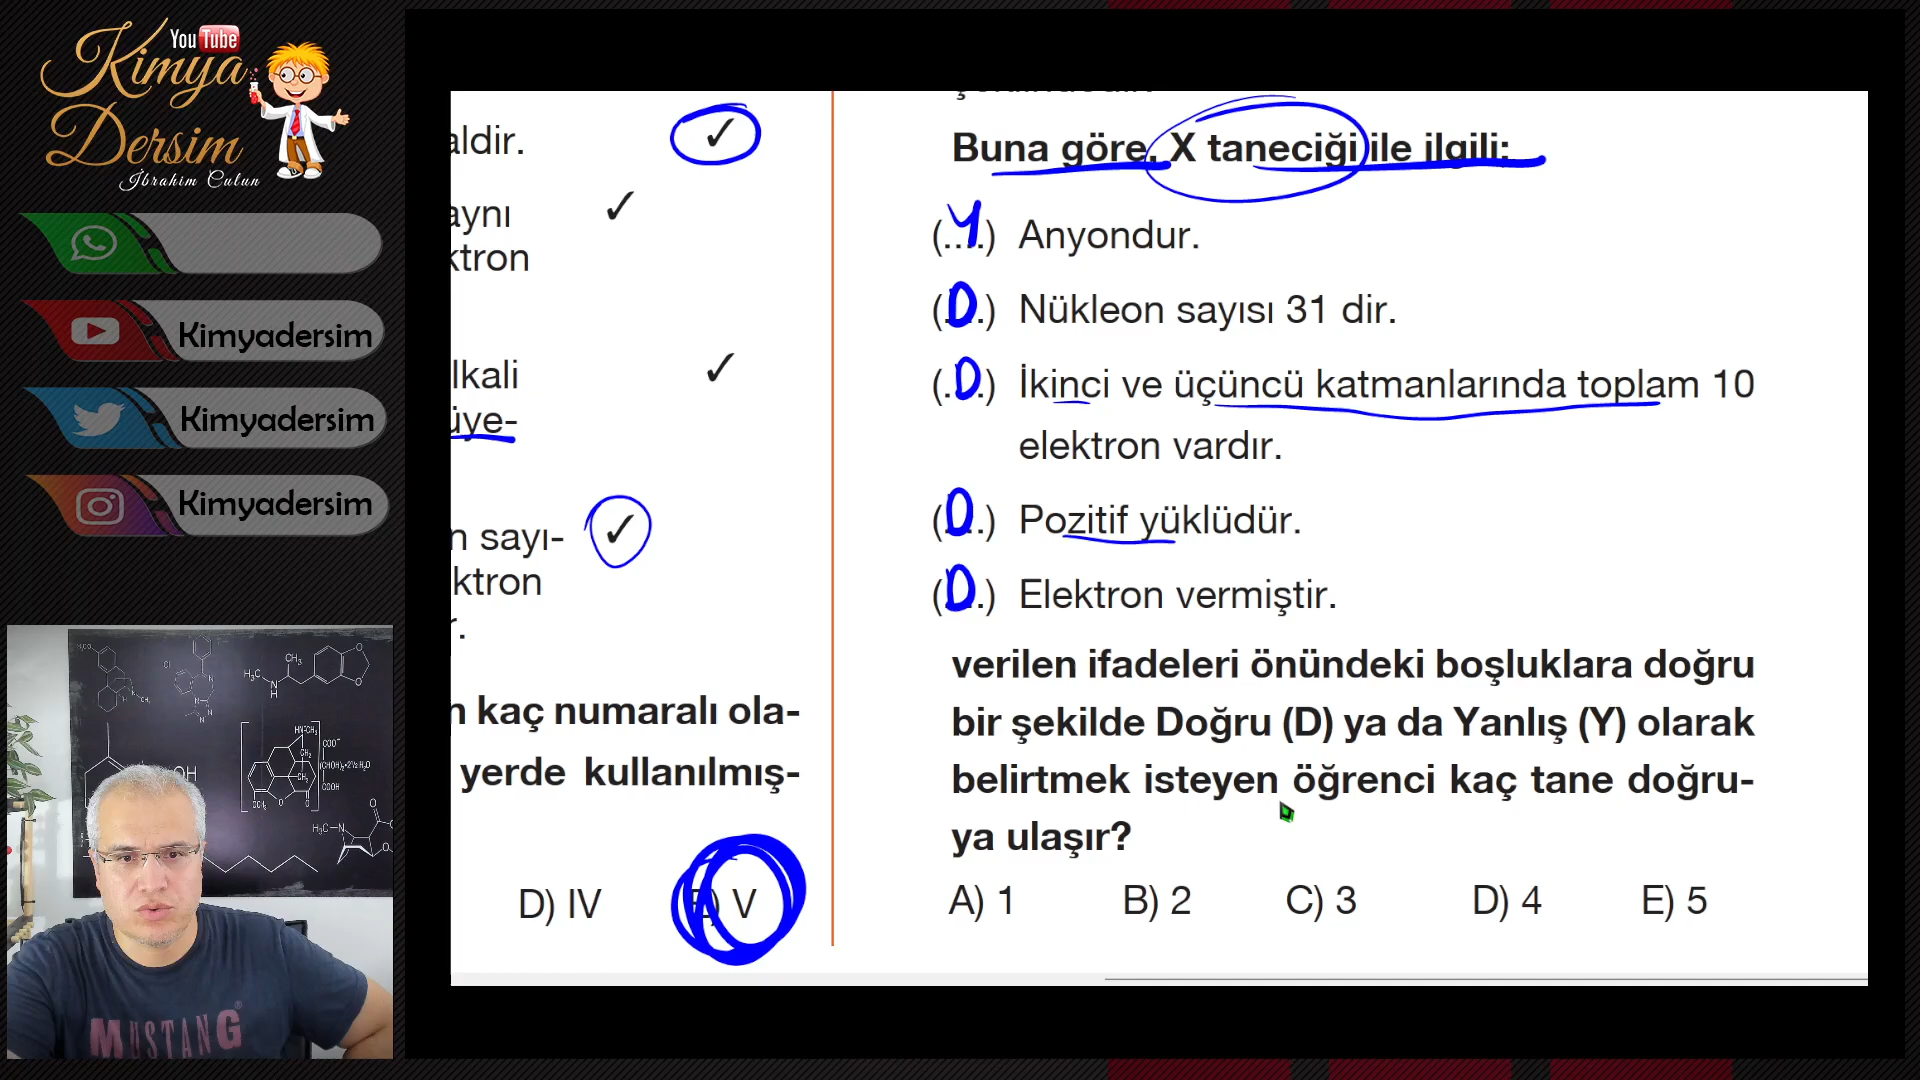 You Tube
Kimya
Dersim
İbrahim Culun
Kimyadersim
Kimyadersim
Kimyadersim
MUSTANG
aldir. ✓
aynı ✓
ktron
lkali ✓
üye-
n sayı- ✓
ktron
r.
n kaç numaralı ola-
yerde kullanılmış-
D) IV E) V
Buna göre, X taneciği ile ilgili;
(.Y.) Anyondur.
(.D.) Nükleon sayısı 31 dir.
(.D.) İkinci ve üçüncü katmanlarında toplam 10
elektron vardır.
(.D.) Pozitif yüklüdür.
(.D.) Elektron vermiştir.
verilen ifadeleri önündeki boşluklara doğru
bir şekilde Doğru (D) ya da Yanlış (Y) olarak
belirtmek isteyen öğrenci kaç tane doğru-
ya ulaşır?
A) 1 B) 2 C) 3 D) 4 E) 5